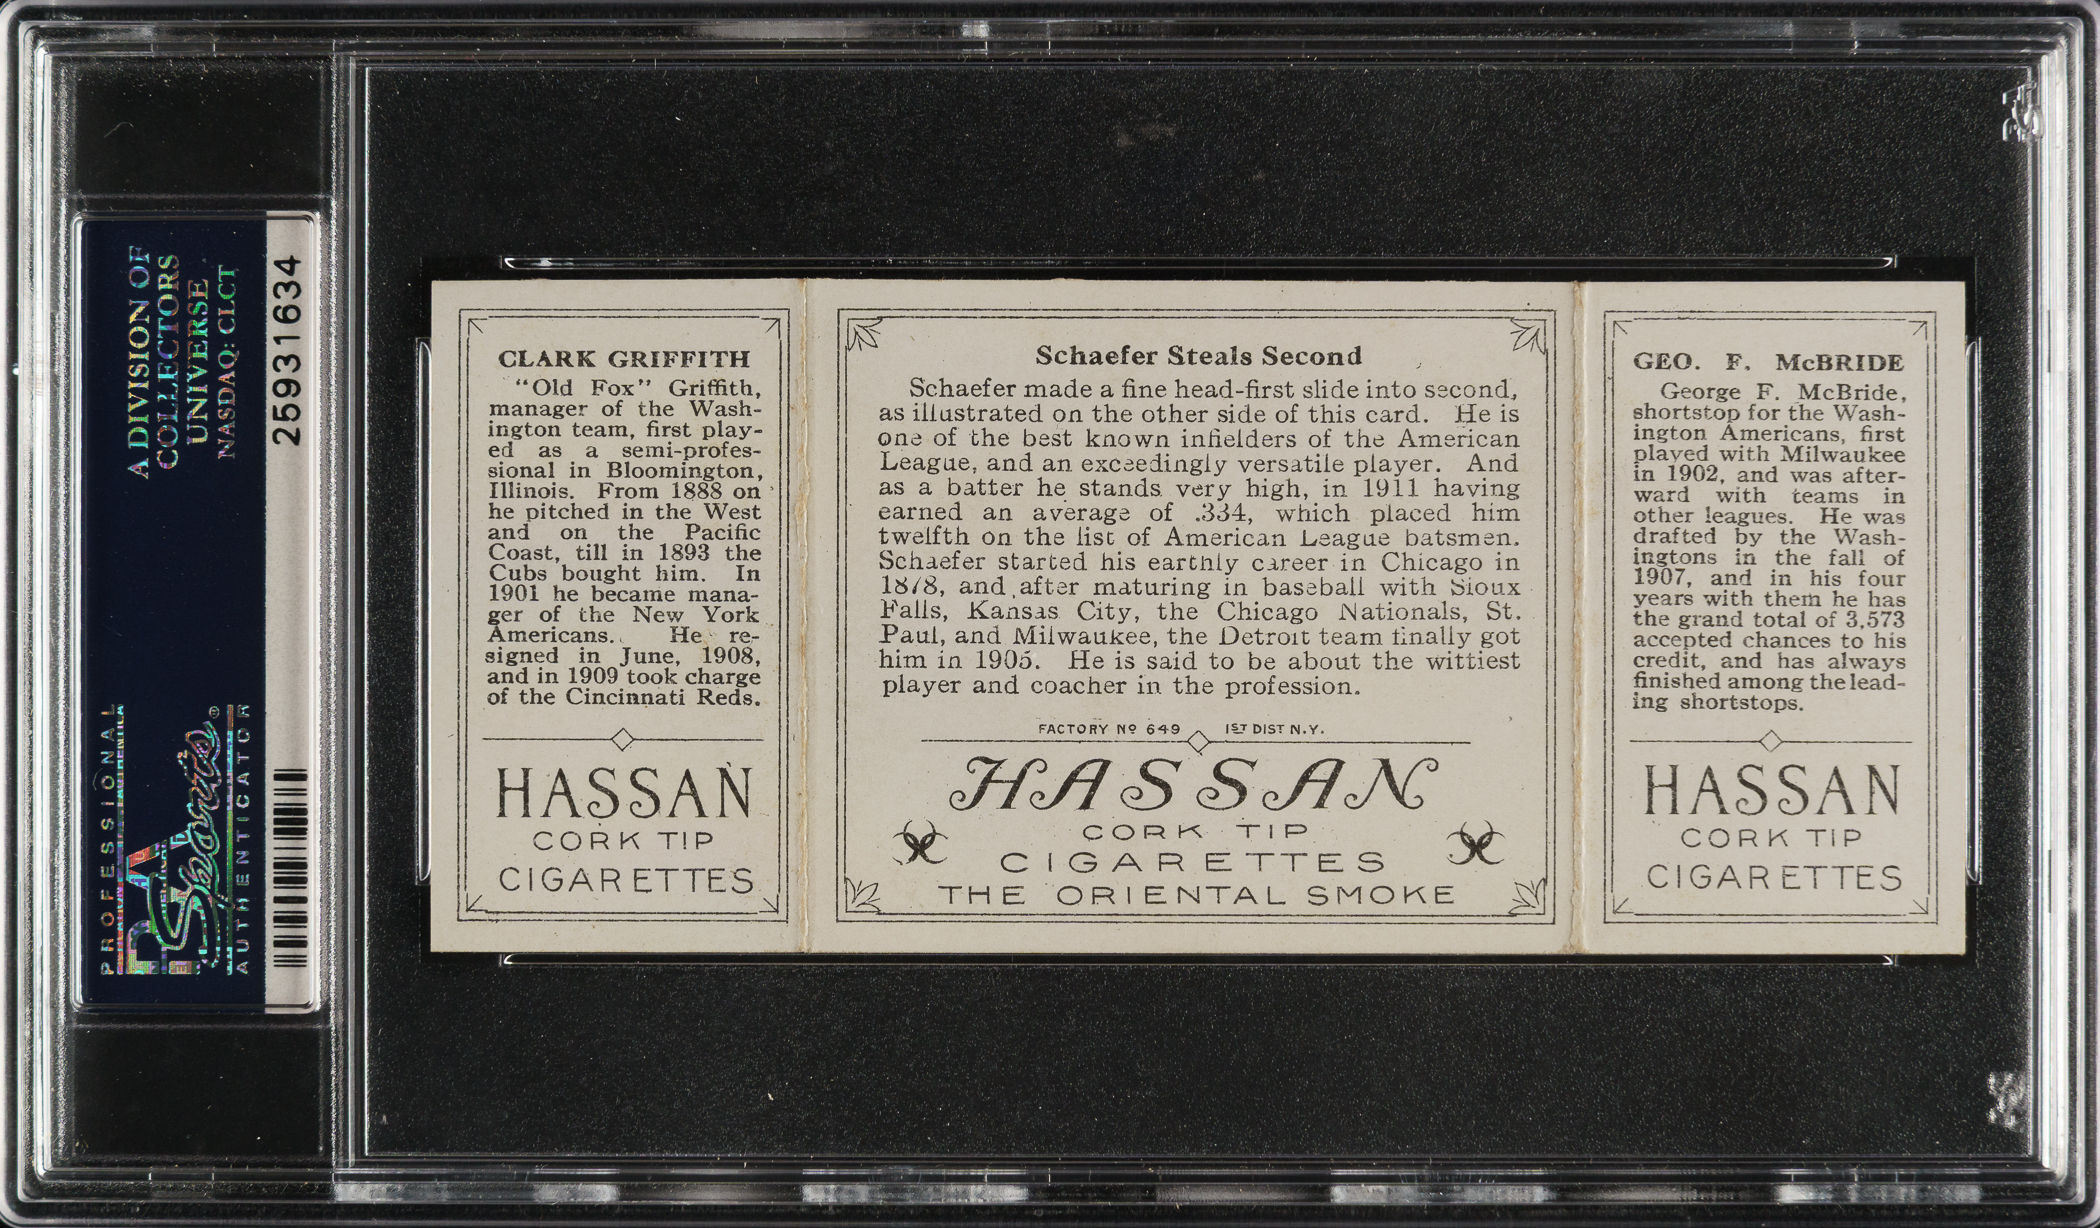 A DIVISION OF
COLLECTORS
UNIVERSE
NASDAQ: CLCT
25931634
PROFESSIONAL
PSA
Sports®
AUTHENTICATOR
CLARK GRIFFITH
"Old Fox" Griffith,
manager of the Wash-
ington team, first play-
ed as a semi-profes-
sional in Bloomington,
Illinois. From 1888 on
he pitched in the West
and on the Pacific
Coast, till in 1893 the
Cubs bought him. In
1901 he became mana-
ger of the New York
Americans. He re-
signed in June, 1908,
and in 1909 took charge
of the Cincinnati Reds.
HASSAN
CORK TIP
CIGARETTES
Schaefer Steals Second
Schaefer made a fine head-first slide into second,
as illustrated on the other side of this card. He is
one of the best known infielders of the American
League, and an exceedingly versatile player. And
as a batter he stands very high, in 1911 having
earned an average of .334, which placed him
twelfth on the list of American League batsmen.
Schaefer started his earthly career in Chicago in
1878, and after maturing in baseball with Sioux
Falls, Kansas City, the Chicago Nationals, St.
Paul, and Milwaukee, the Detroit team finally got
him in 1905. He is said to be about the wittiest
player and coacher in the profession.
FACTORY Nº 649 1ST DIST N.Y.
HASSAN
CORK TIP
CIGARETTES
THE ORIENTAL SMOKE
GEO. F. McBRIDE
George F. McBride,
shortstop for the Wash-
ington Americans, first
played with Milwaukee
in 1902, and was after-
ward with teams in
other leagues. He was
drafted by the Wash-
ingtons in the fall of
1907, and in his four
years with them he has
the grand total of 3,573
accepted chances to his
credit, and has always
finished among the lead-
ing shortstops.
HASSAN
CORK TIP
CIGARETTES
PSA